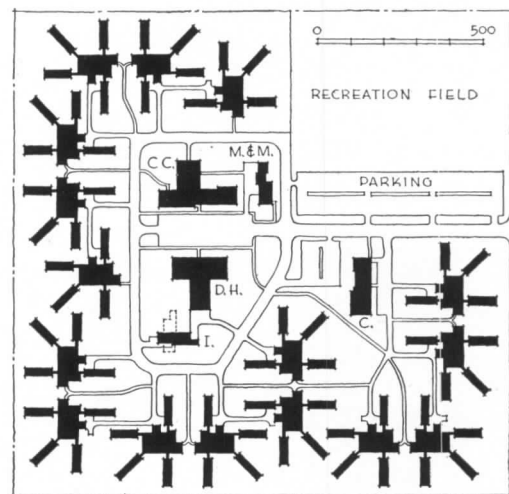 0 500
RECREATION FIELD
C C. M. & M.
PARKING
D. H.
C.
I.